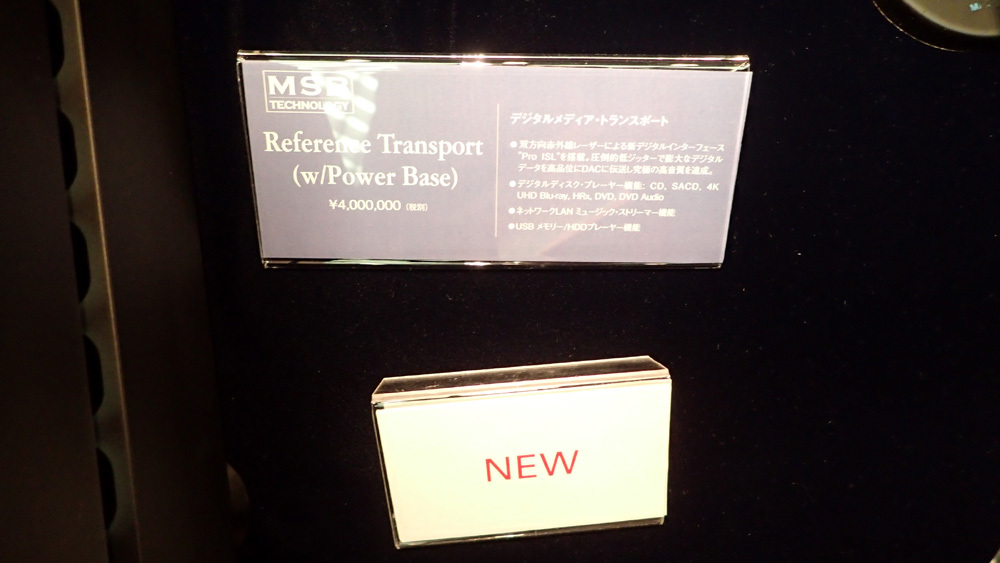 MSB
TECHNOLOGY
Reference Transport
(w/Power Base)
¥4,000,000 (税別)
デジタルメディア・トランスポート
●双方向赤外線レーザーによる新デジタルインターフェース
"Pro ISL"を搭載。圧倒的低ジッターで膨大なデジタル
データを高品位にDACに伝送し究極の高音質を達成。
●デジタルディスク・プレーヤー機能: CD, SACD, 4K
UHD Blu-ray, HRx, DVD, DVD Audio
●ネットワークLAN ミュージック・ストリーマー機能
●USB メモリー/HDDプレーヤー機能
NEW